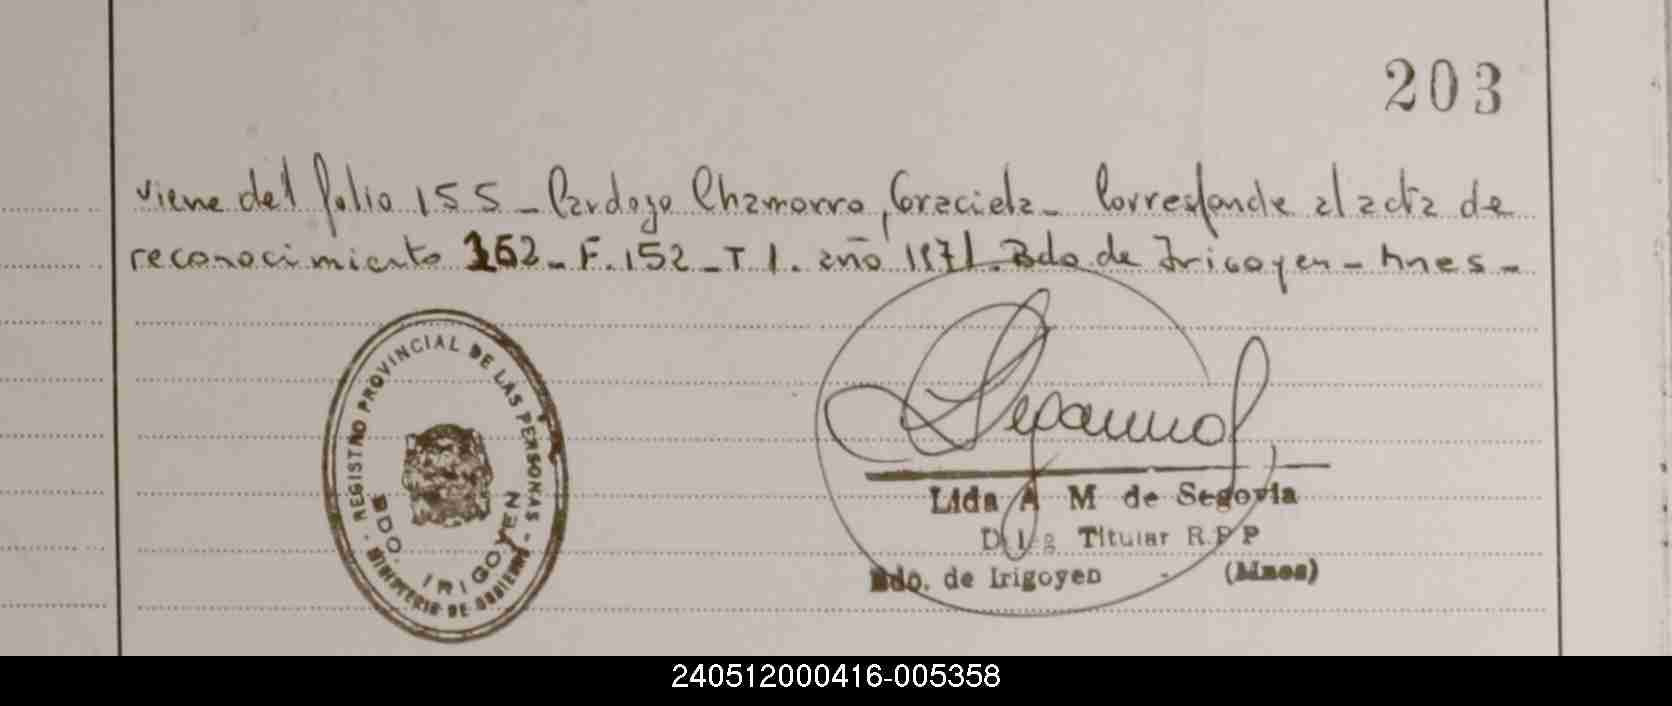 203
viene del folio 155 - Cardozo Chamorro, Graciela - Corresponde al acta de
reconocimiento 152 - F. 152 - T 1. año 1971. Bdo de Irigoyen - Mnes -
REGISTRO PROVINCIAL DE LAS PERSONAS
BDO. IRIGOYEN
- MINISTERIO DE GOBIERNO -
Lida A M de Segovia
Titular R.P P
Bdo. de Irigoyen - (Mnes)
240512000416-005358